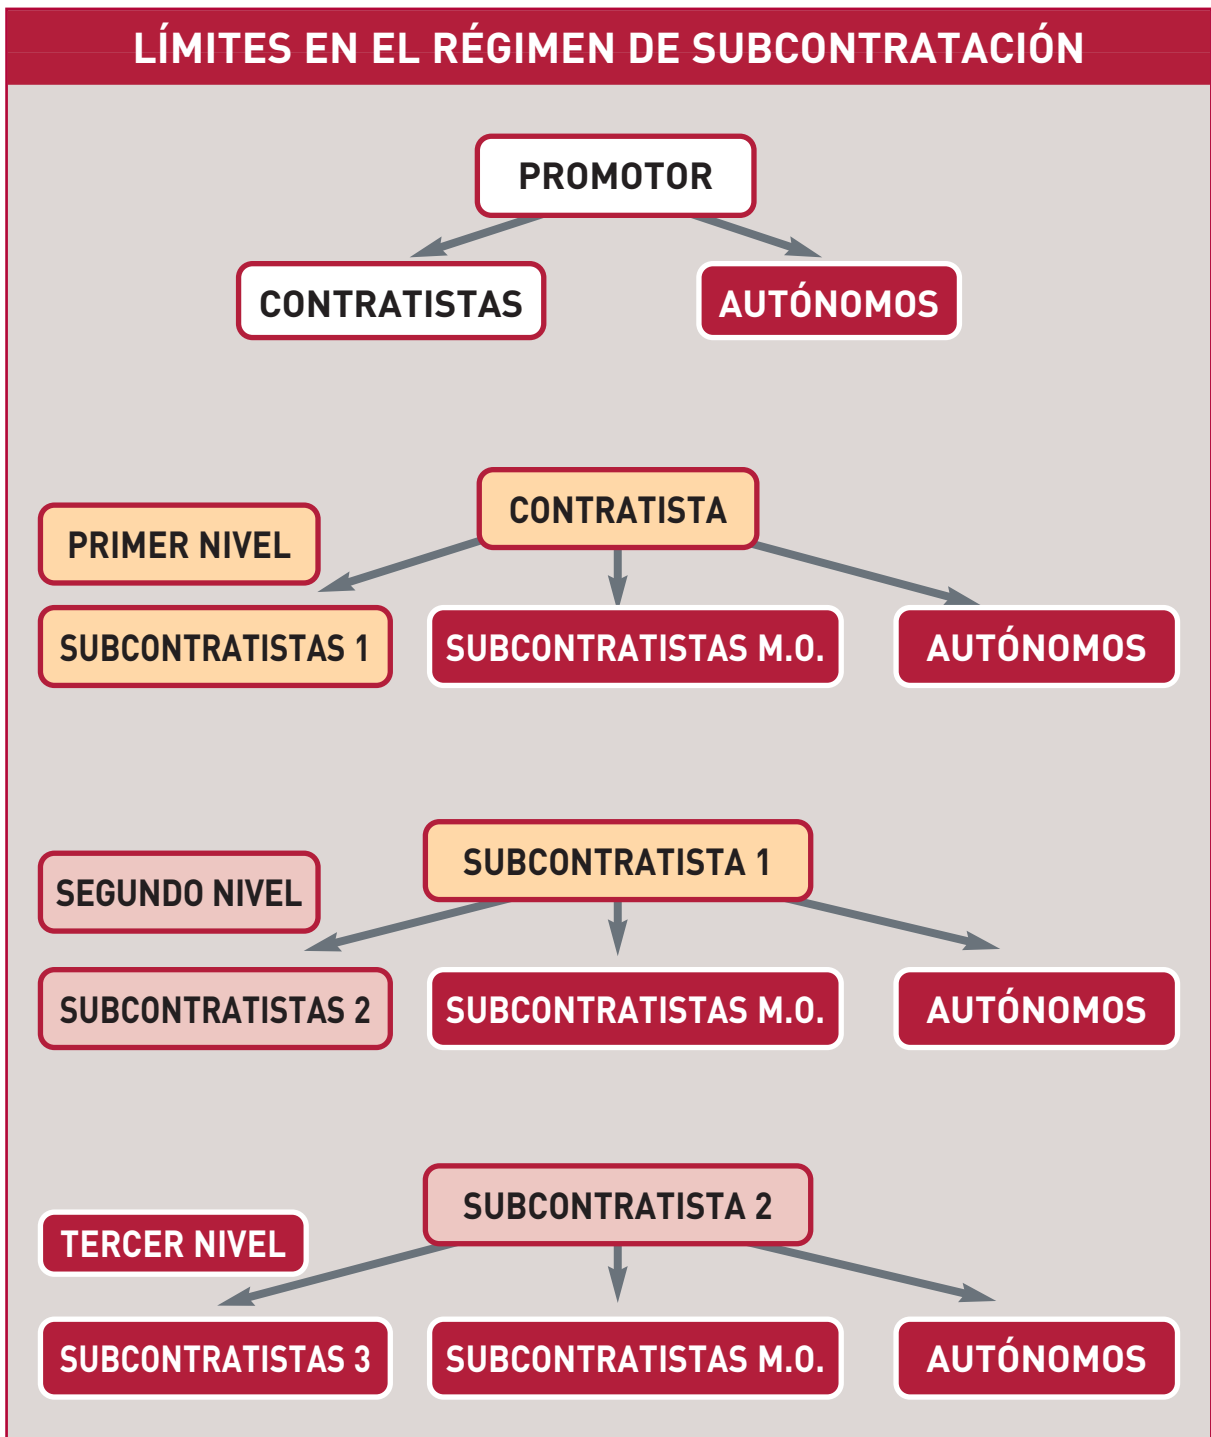 LÍMITES EN EL RÉGIMEN DE SUBCONTRATACIÓN
PROMOTOR
CONTRATISTAS
AUTÓNOMOS
CONTRATISTA
PRIMER NIVEL
SUBCONTRATISTAS 1
SUBCONTRATISTAS M.O.
AUTÓNOMOS
SUBCONTRATISTA 1
SEGUNDO NIVEL
SUBCONTRATISTAS 2
SUBCONTRATISTAS M.O.
AUTÓNOMOS
SUBCONTRATISTA 2
TERCER NIVEL
SUBCONTRATISTAS 3
SUBCONTRATISTAS M.O.
AUTÓNOMOS